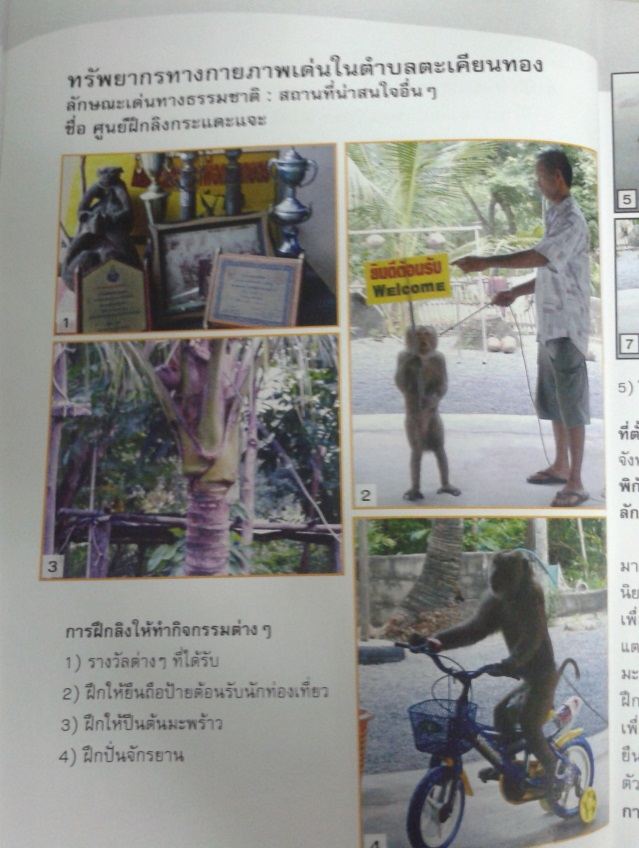 ทรัพยากรทางกายภาพเด่นในตำบลตะเคียนทอง
ลักษณะเด่นทางธรรมชาติ : สถานที่น่าสนใจอื่น ๆ
ชื่อ ศูนย์ฝึกลิงกระแดะแจะ
1
ยินดีต้อนรับ
Welcome
2
3
4
การฝึกลิงให้ทำกิจกรรมต่าง ๆ
1) รางวัลต่างๆ ที่ได้รับ
2) ฝึกให้ยืนถือป้ายต้อนรับนักท่องเที่ยว
3) ฝึกให้ปีนต้นมะพร้าว
4) ฝึกปั่นจักรยาน
5
7
5)